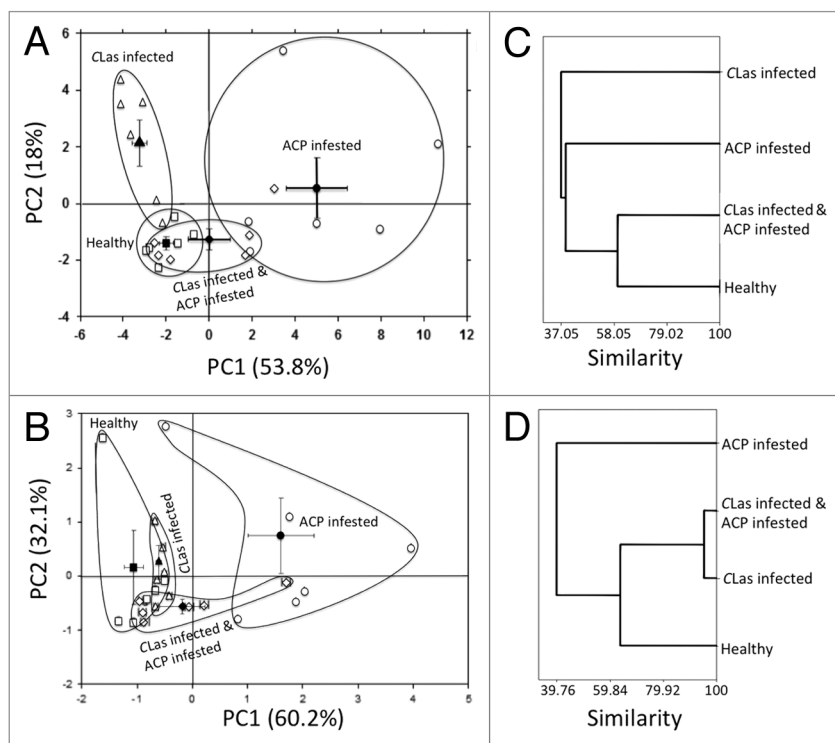 A
CLas infected
ACP infested
Healthy
CLas infected &
ACP infested
PC2 (18%)
6
4
2
0
-2
-4
-6 -4 -2 0 2 4 6 8 10 12
PC1 (53.8%)
C
CLas infected
ACP infested
CLas infected &
ACP infested
Healthy
37.05 58.05 79.02 100
Similarity
B
Healthy
CLas infected
ACP infested
CLas infected &
ACP infested
PC2 (32.1%)
3
2
1
0
-1
-2
-2 -1 0 1 2 3 4 5
PC1 (60.2%)
D
ACP infested
CLas infected &
ACP infested
CLas infected
Healthy
39.76 59.84 79.92 100
Similarity